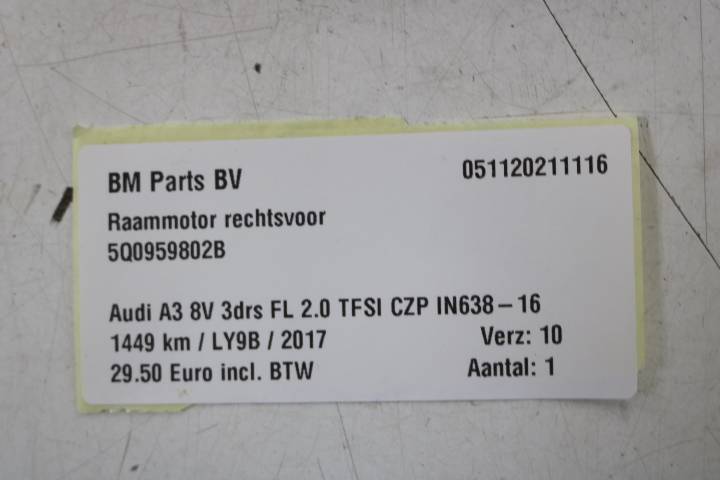 BM Parts BV 051120211116
Raammotor rechtsvoor
5Q0959802B
Audi A3 8V 3drs FL 2.0 TFSI CZP IN638-16
1449 km / LY9B / 2017 Verz: 10
29.50 Euro incl. BTW Aantal: 1